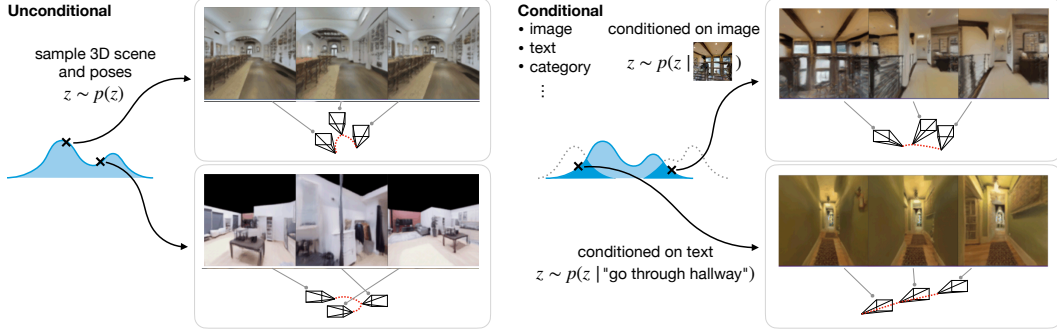 Unconditional
sample 3D scene
and poses
z ~ p(z)
Conditional
• image
• text
• category
⋮
conditioned on image
z ~ p(z | )
conditioned on text
z ~ p(z | "go through hallway")